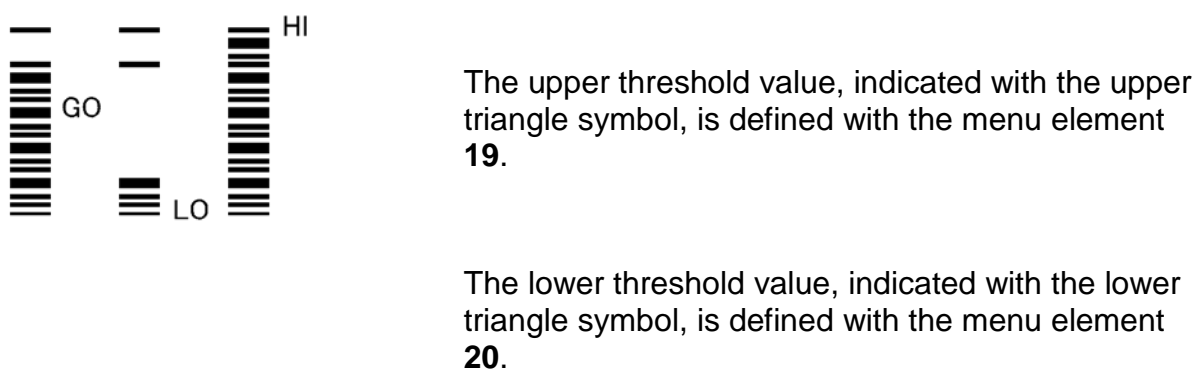 HI
GO
LO
The upper threshold value, indicated with the upper
triangle symbol, is defined with the menu element
19.
The lower threshold value, indicated with the lower
triangle symbol, is defined with the menu element
20.